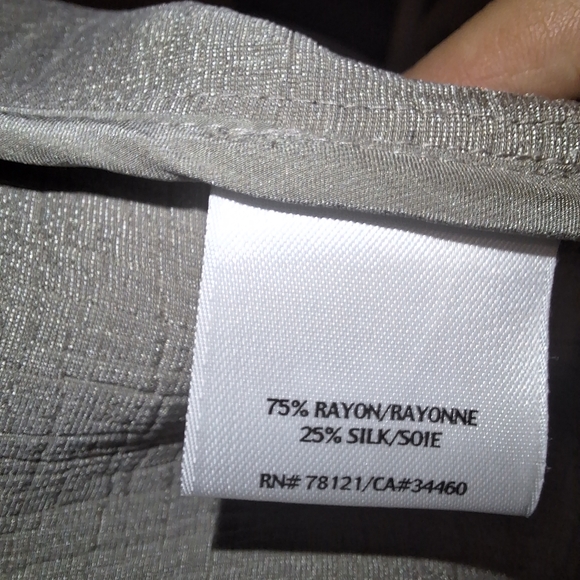 75% RAYON/RAYONNE
25% SILK/SOIE
RN# 78121/CA#34460